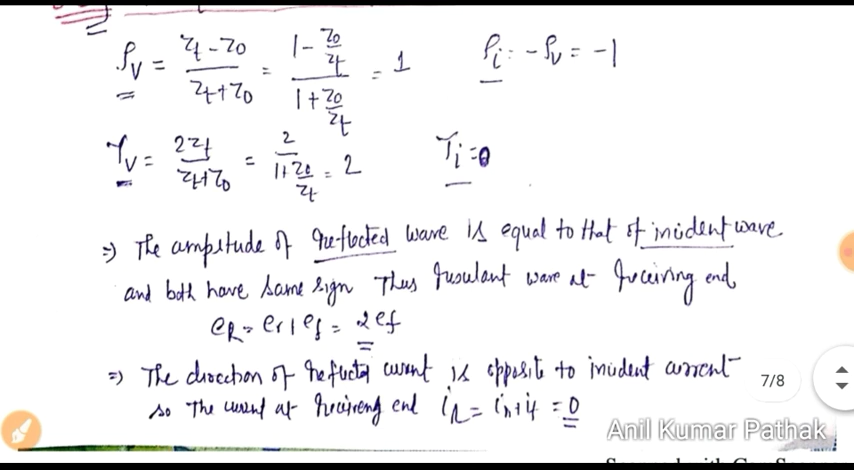 ρv = (Zt - Z0)/(Zt + Z0) = (1 - Z0/Zt)/(1 + Z0/Zt) = 1    ρi = -ρv = -1
τv = 2Zt/(Zt+Z0) = 2/(1+Z0/Zt) = 2    τi = 0
=> The amplitude of reflected wave is equal to that of incident wave
and both have same sign Thus resulant wave at receiving end
eR = er + ef = 2ef
=> The direction of current is opposite to incident current
so the current at end iR = ir + if = 0
7/8
Anil Kumar Pathak